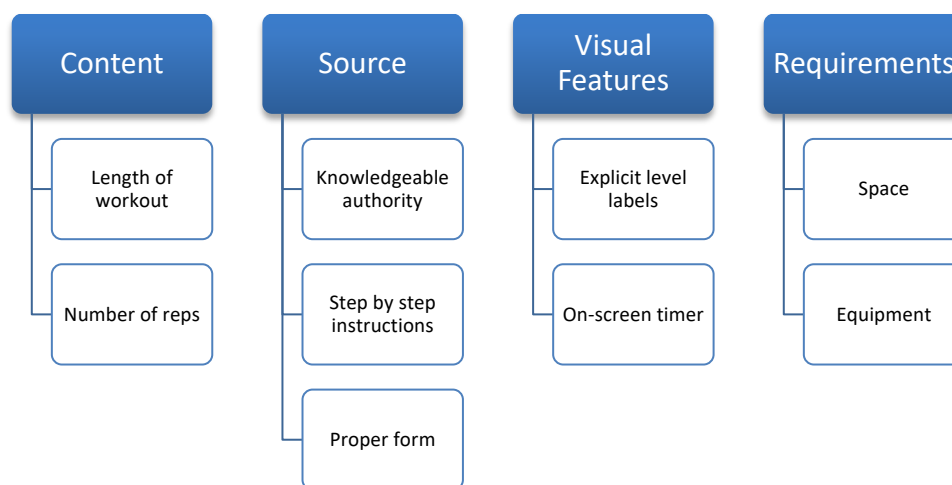 Content
Length of
workout
Number of reps
Source
Knowledgeable
authority
Step by step
instructions
Proper form
Visual
Features
Explicit level
labels
On-screen timer
Requirements
Space
Equipment